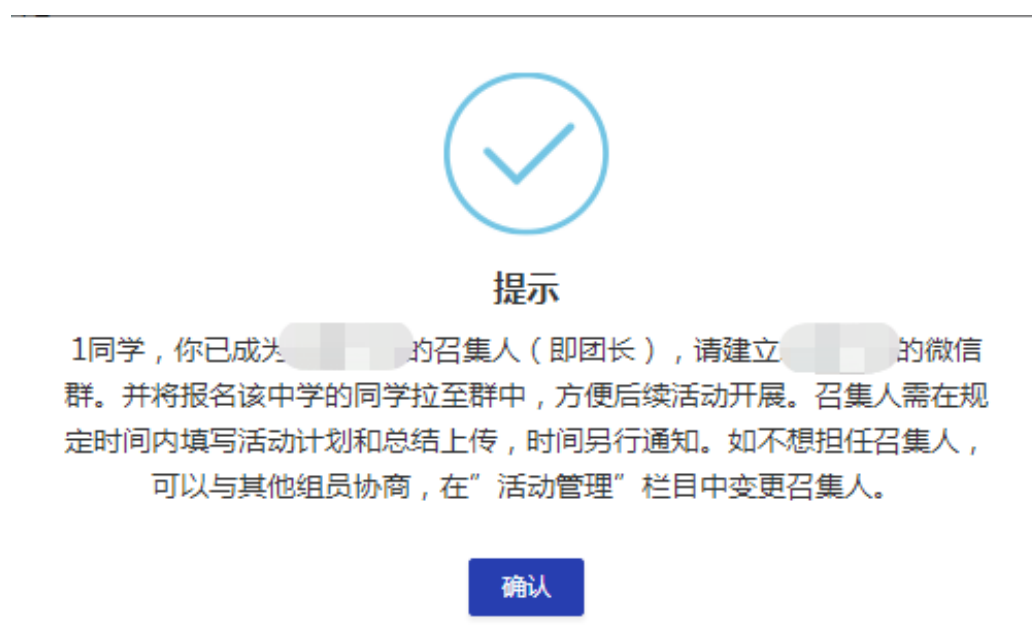 提示
1同学，你已成为的召集人（即团长），请建立的微信
群。并将报名该中学的同学拉至群中，方便后续活动开展。召集人需在规
定时间内填写活动计划和总结上传，时间另行通知。如不想担任召集人，
可以与其他组员协商，在”活动管理”栏目中变更召集人。
确认